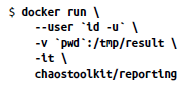 $ docker run \
--user `id -u` \
-v `pwd`:/tmp/result \
-it \
chaostoolkit/reporting